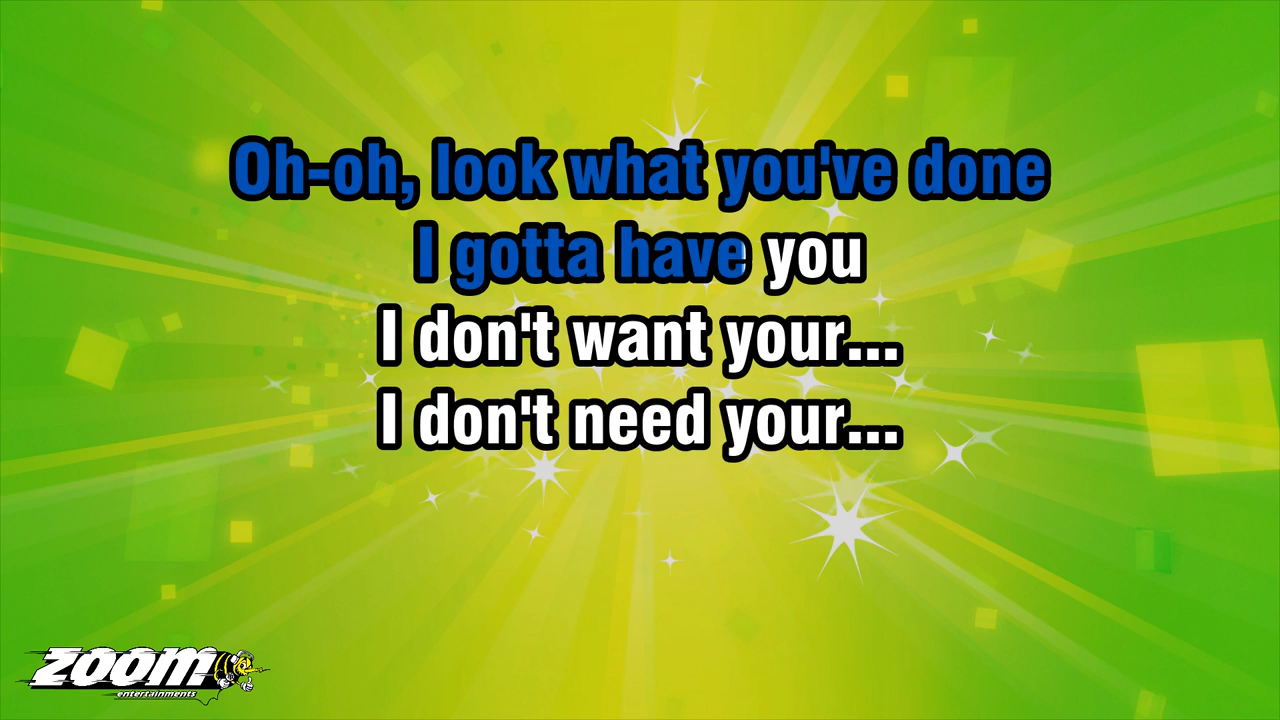 Oh-oh, look what you've done
I gotta have you
I don't want your...
I don't need your...
ZOOM
entertainments